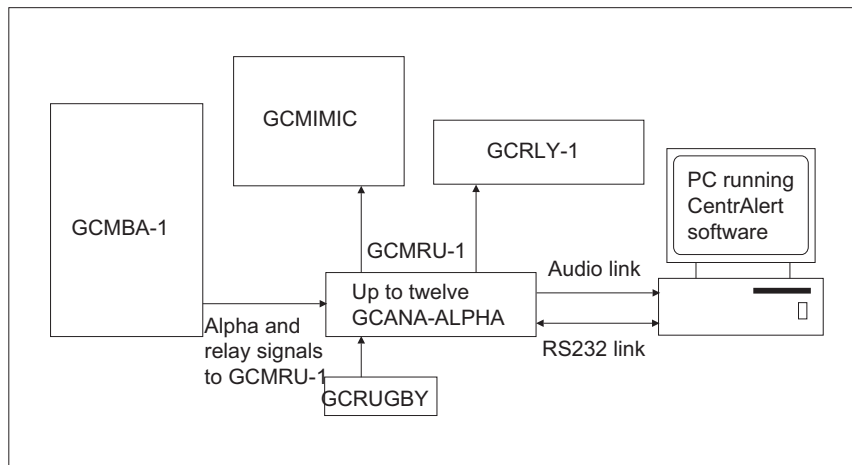 GCMIMIC
GCRLY-1
PC running
CentrAlert
software
GCMBA-1
GCMRU-1
Audio link
Up to twelve
GCANA-ALPHA
Alpha and
relay signals
to GCMRU-1
RS232 link
GCRUGBY